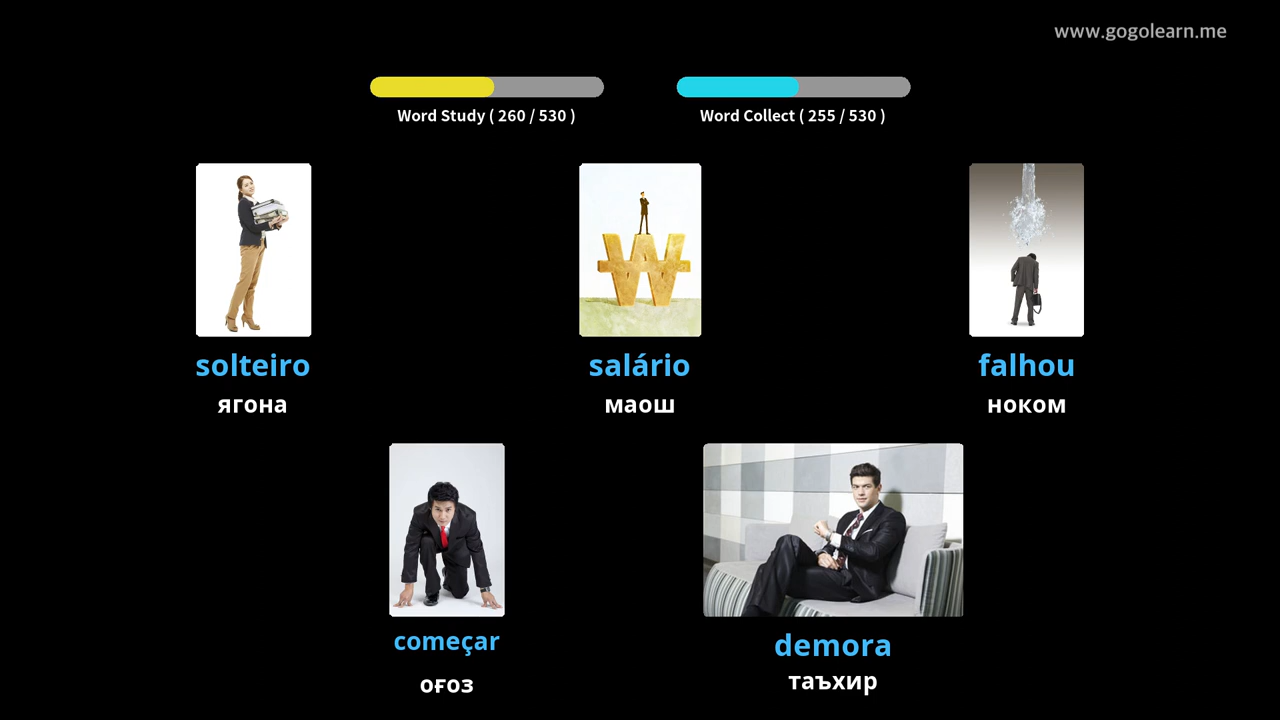 www.gogolearn.me
Word Study ( 260 / 530 )
Word Collect ( 255 / 530 )
solteiro
ягона
salário
маош
falhou
ноком
começar
оғоз
demora
таъхир